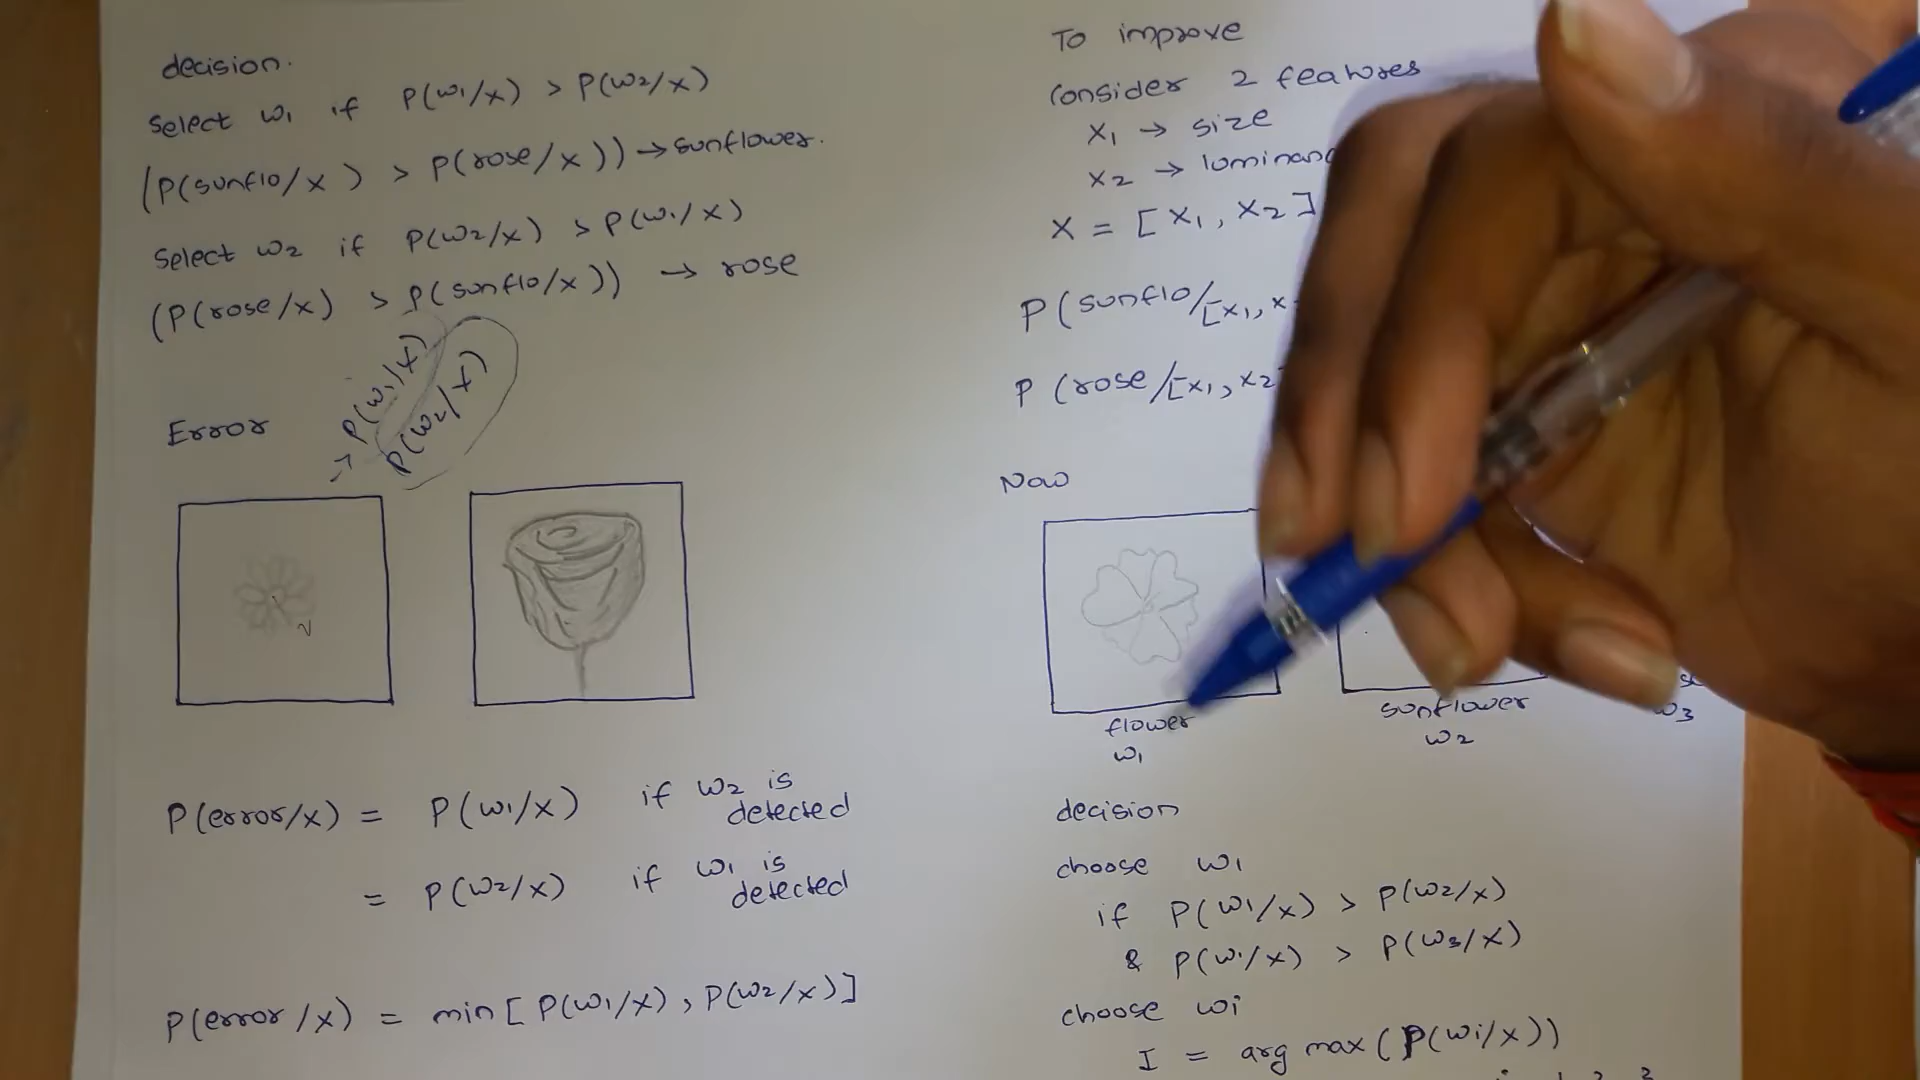 decision.
Select ω1 if P(ω1/x) > P(ω2/x)
(P(sunflo/x) > P(rose/x)) → sunflower.
Select ω2 if P(ω2/x) > P(ω1/x)
(P(rose/x) > P(sunflo/x)) → rose
→ P(ω1/x)
P(ω2/x)
Error
P(error/x) = P(ω1/x) if ω2 is detected
= P(ω2/x) if ω1 is detected
P(error/x) = min[P(ω1/x), P(ω2/x)]
To improve
Consider 2 features
x1 → size
x2 →
X = [x1, x2]
P(sunflo/[x1,
P(rose/[x1, x2
Now
flower
ω1
sunflower
ω2
ω3
decision
choose ω1
if P(ω1/x) > P(ω2/x)
& P(ω1/x) > P(ω3/x)
choose ωi
I = arg max(P(ωi/x))